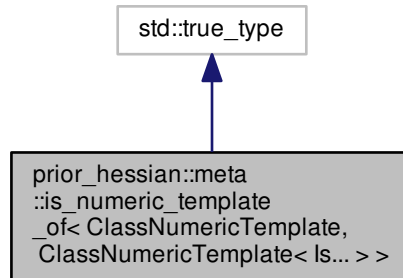 std::true_type
prior_hessian::meta
::is_numeric_template
_of< ClassNumericTemplate,
ClassNumericTemplate< Is... > >